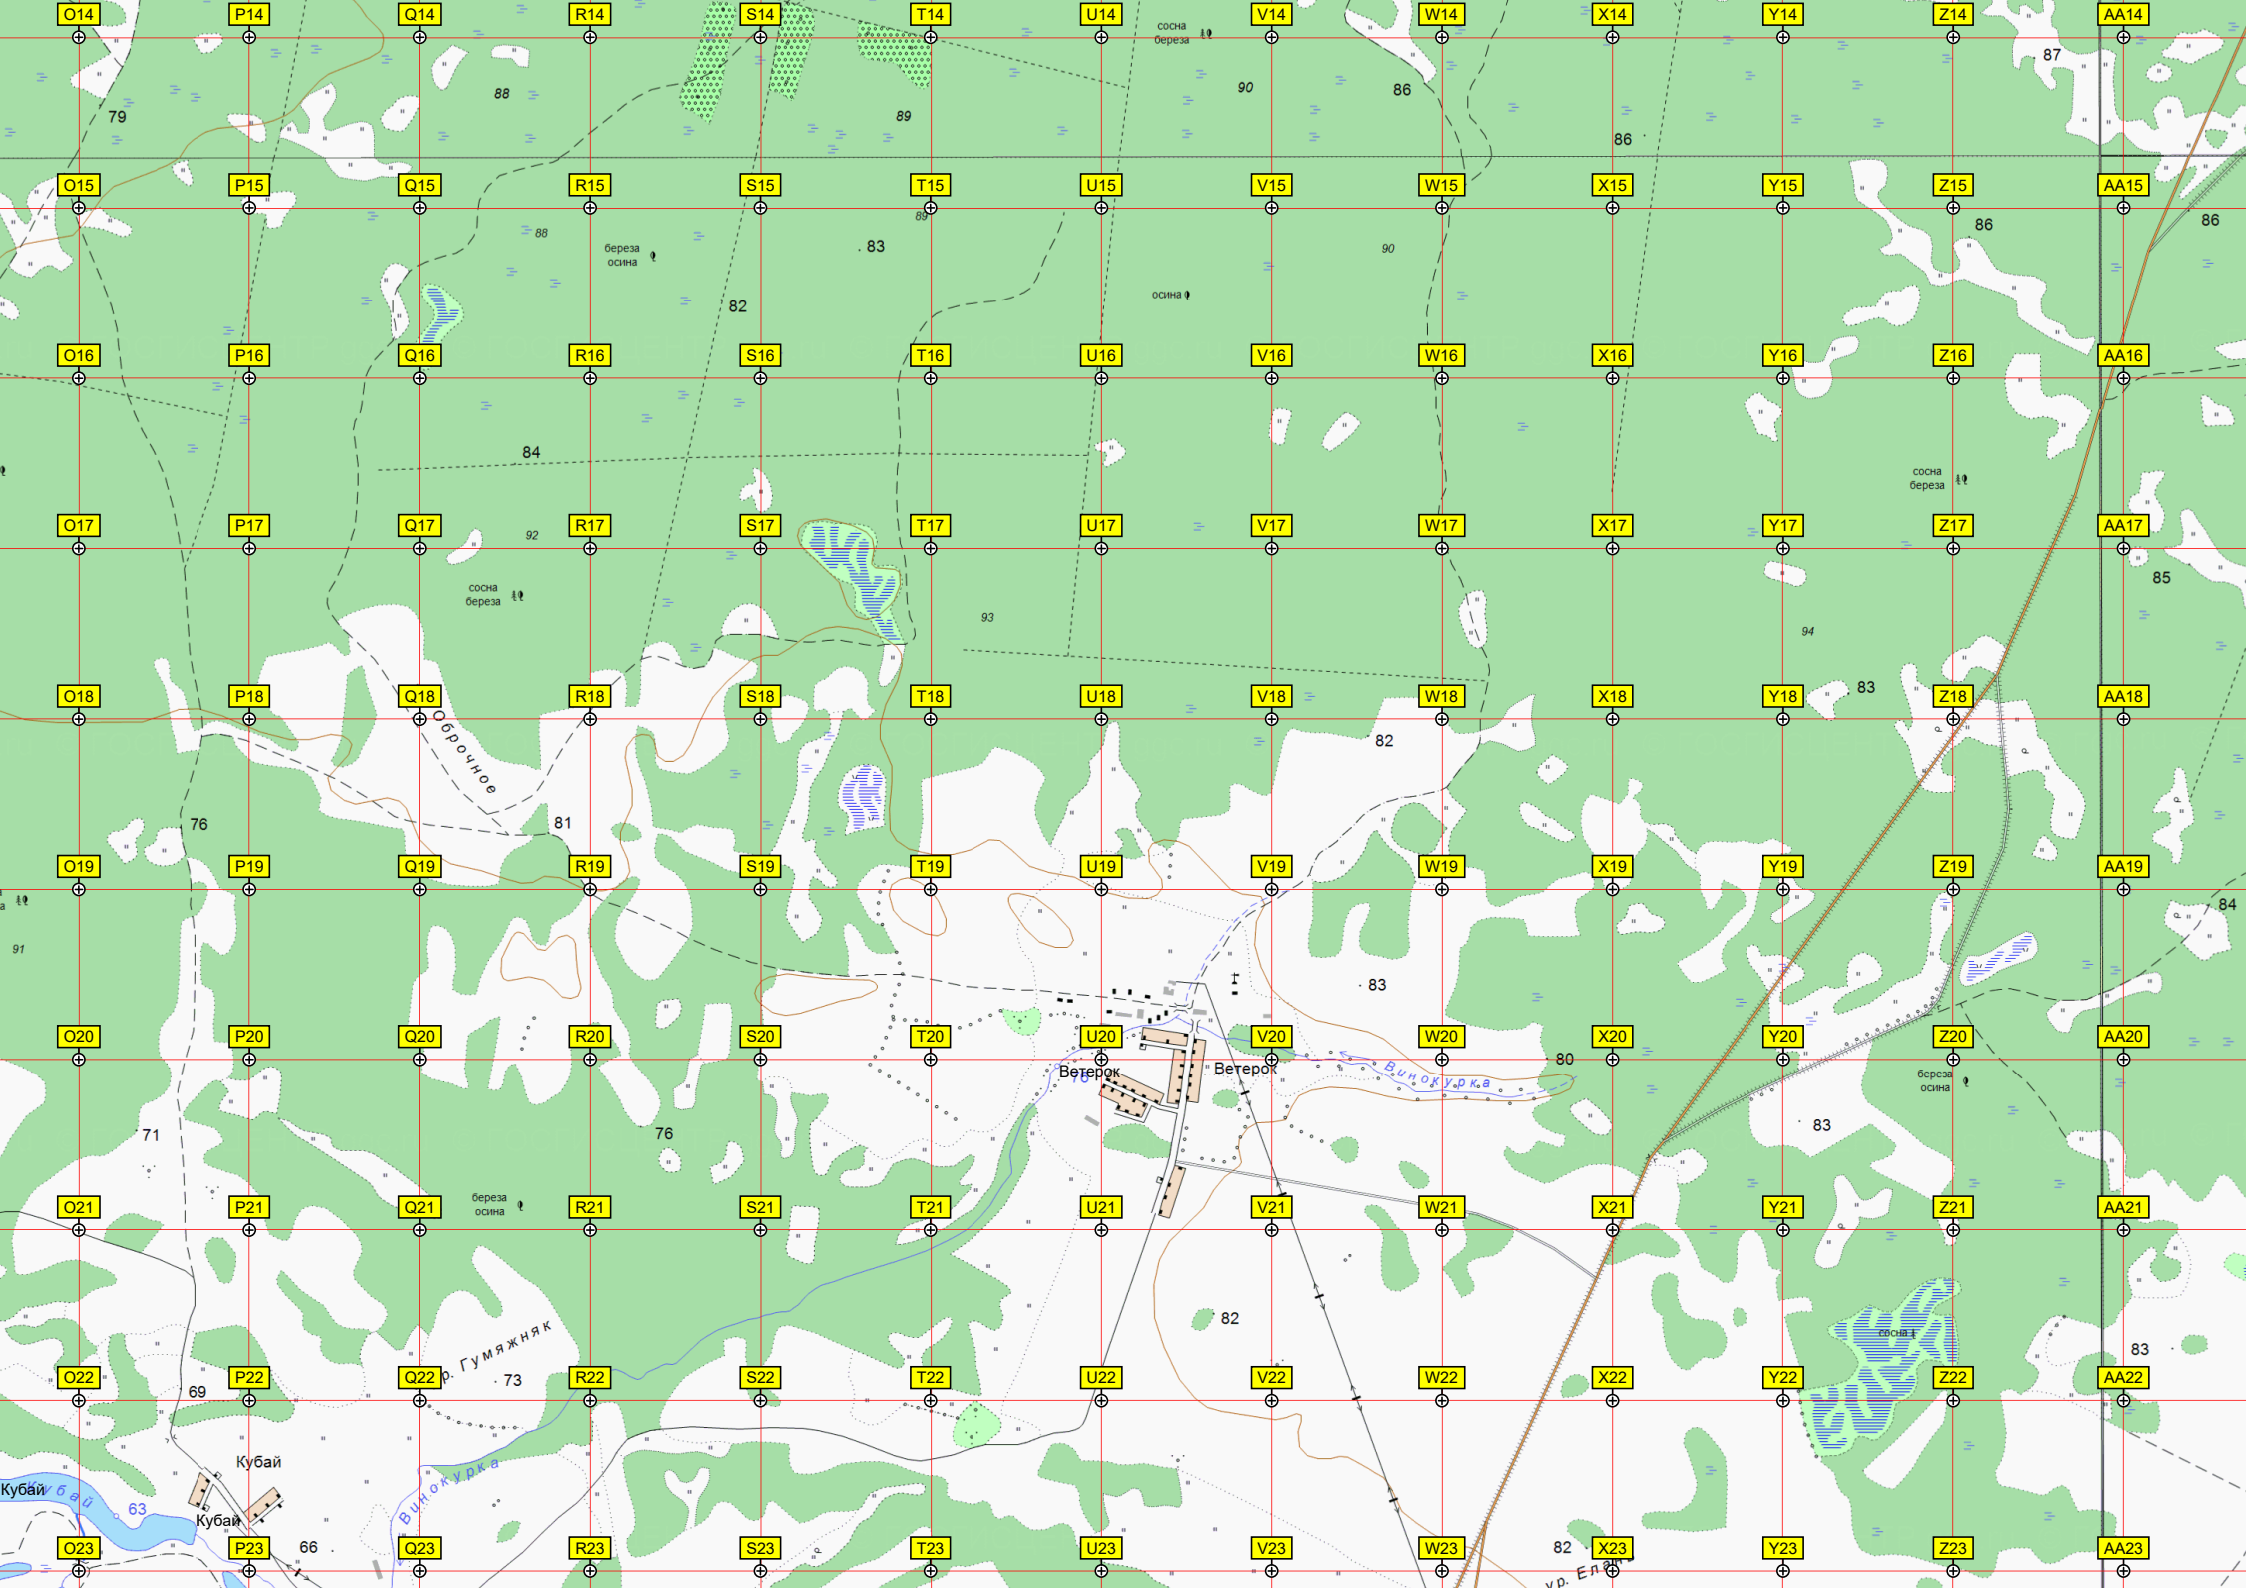 O14 P14 Q14 R14 S14 T14 U14 V14 W14 X14 Y14 Z14 AA14
сосна
береза
87
88
90
86
79
89
86
O15 P15 Q15 R15 S15 T15 U15 V15 W15 X15 Y15 Z15 AA15
89
86
86
88
береза
осина
83
90
осина
82
O16 P16 Q16 R16 S16 T16 U16 V16 W16 X16 Y16 Z16 AA16
84
сосна
береза
O17 P17 Q17 R17 S17 T17 U17 V17 W17 X17 Y17 Z17 AA17
92
85
сосна
береза
93
94
83
O18 P18 Q18 R18 S18 T18 U18 V18 W18 X18 Y18 Z18 AA18
Оброчное
82
76
81
O19 P19 Q19 R19 S19 T19 U19 V19 W19 X19 Y19 Z19 AA19
а
84
91
83
O20 P20 Q20 R20 S20 T20 U20 V20 W20 X20 Y20 Z20 AA20
80
Ветерок
Ветерок
Винокурка
береза
осина
71
76
83
береза
осина
O21 P21 Q21 R21 S21 T21 U21 V21 W21 X21 Y21 Z21 AA21
82
сосна
83
р. Гумяжняк
73
69
O22 P22 Q22 R22 S22 T22 U22 V22 W22 X22 Y22 Z22 AA22
Кубай
Винокурка
Кубай
Кубай
63
Кубай
66
82
O23 P23 Q23 R23 S23 T23 U23 V23 W23 X23 Y23 Z23 AA23